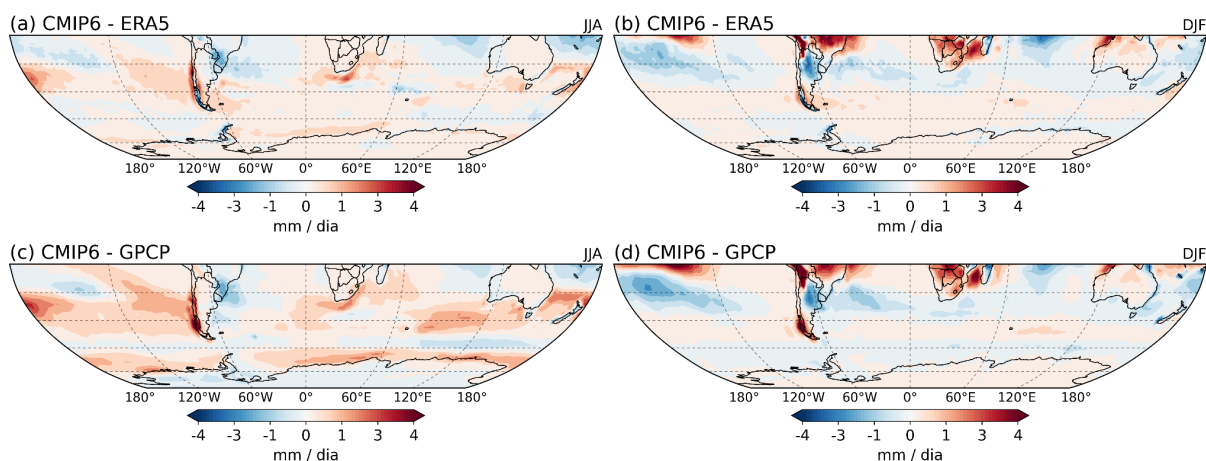 (a) CMIP6 - ERA5 JJA
(b) CMIP6 - ERA5 DJF
180° 120°W 60°W 0° 60°E 120°E 180°
180° 120°W 60°W 0° 60°E 120°E 180°
-4 -3 -1 0 1 3 4
-4 -3 -1 0 1 3 4
mm / dia
mm / dia
(c) CMIP6 - GPCP JJA
(d) CMIP6 - GPCP DJF
180° 120°W 60°W 0° 60°E 120°E 180°
180° 120°W 60°W 0° 60°E 120°E 180°
-4 -3 -1 0 1 3 4
-4 -3 -1 0 1 3 4
mm / dia
mm / dia